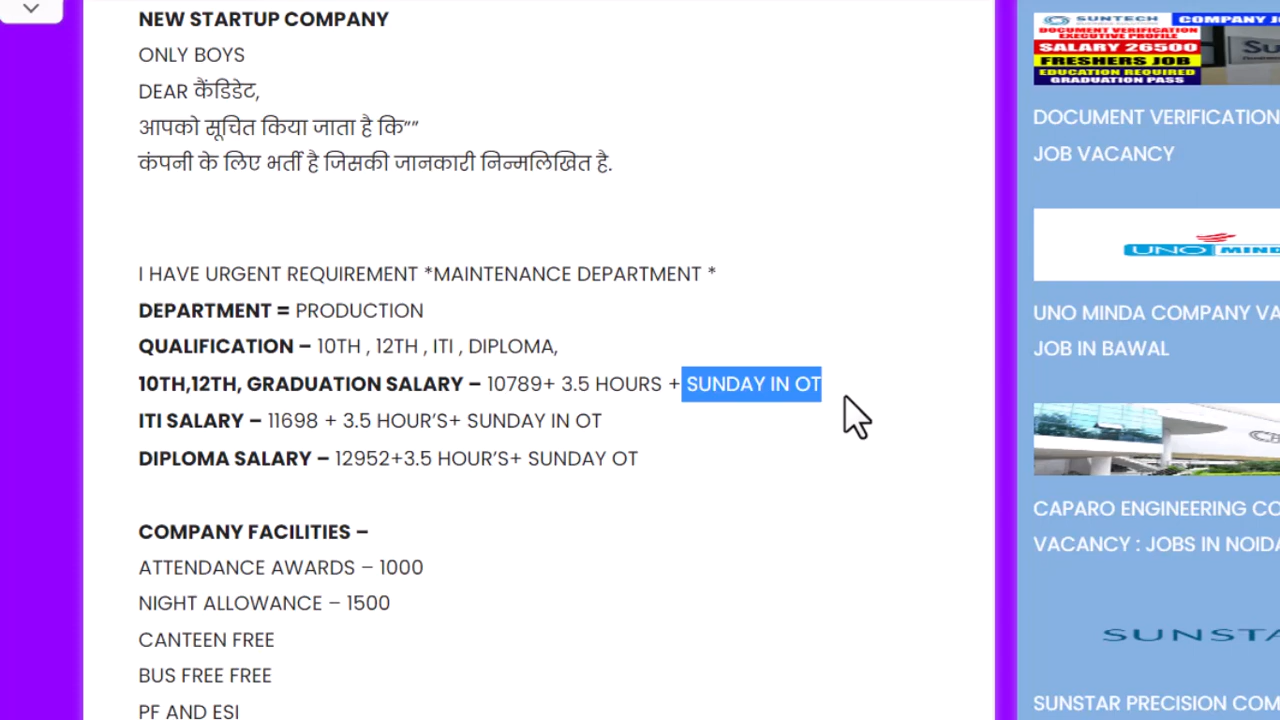 NEW STARTUP COMPANY
ONLY BOYS
DEAR कैंडिडेट,
आपको सूचित किया जाता है कि””
कंपनी के लिए भर्ती है जिसकी जानकारी निन्मलिखित है.
I HAVE URGENT REQUIREMENT *MAINTENANCE DEPARTMENT *
DEPARTMENT = PRODUCTION
QUALIFICATION – 10TH , 12TH , ITI , DIPLOMA,
10TH,12TH, GRADUATION SALARY – 10789+ 3.5 HOURS + SUNDAY IN OT
ITI SALARY – 11698 + 3.5 HOUR’S+ SUNDAY IN OT
DIPLOMA SALARY – 12952+3.5 HOUR’S+ SUNDAY OT
COMPANY FACILITIES –
ATTENDANCE AWARDS – 1000
NIGHT ALLOWANCE – 1500
CANTEEN FREE
BUS FREE FREE
PF AND ESI
SUNTECH
COMPANY J
DOCUMENT VERIFICATION
EXECUTIVE PROFILE
SALARY 26500
FRESHERS JOB
EDUCATION REQUIRED
GRADUATION PASS
DOCUMENT VERIFICATION
JOB VACANCY
UNO MINDA
UNO MINDA COMPANY VA
JOB IN BAWAL
CAPARO ENGINEERING CO
VACANCY : JOBS IN NOIDA
SUNSTA
SUNSTAR PRECISION COM